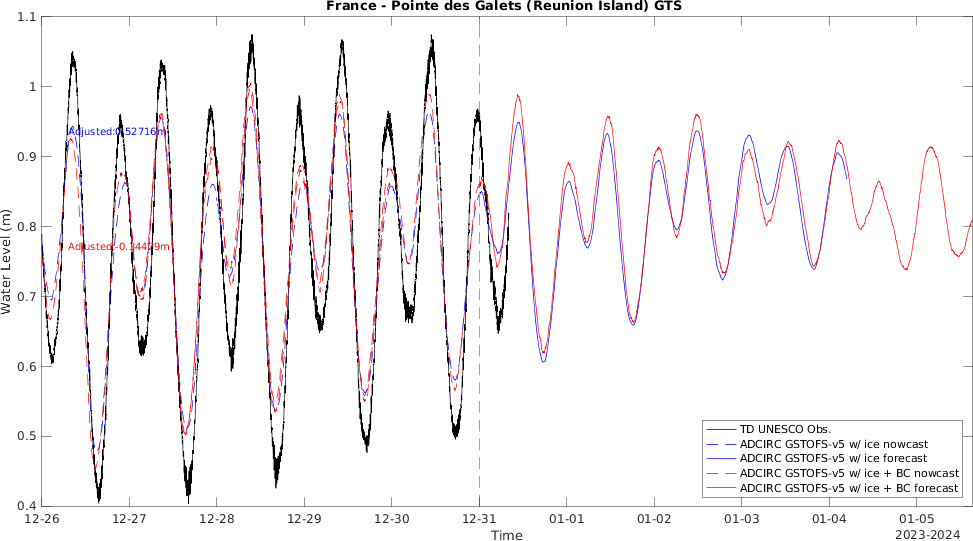 France - Pointe des Galets (Reunion Island) GTS
1.1
1
0.9
0.8
0.7
0.6
0.5
0.4
Water Level (m)
Adjusted:0.52716m
Adjusted:-0.34479m
TD UNESCO Obs.
ADCIRC GSTOFS-v5 w/ ice nowcast
ADCIRC GSTOFS-v5 w/ ice forecast
ADCIRC GSTOFS-v5 w/ ice + BC nowcast
ADCIRC GSTOFS-v5 w/ ice + BC forecast
12-26 12-27 12-28 12-29 12-30 12-31 01-01 01-02 01-03 01-04 01-05
Time
2023-2024